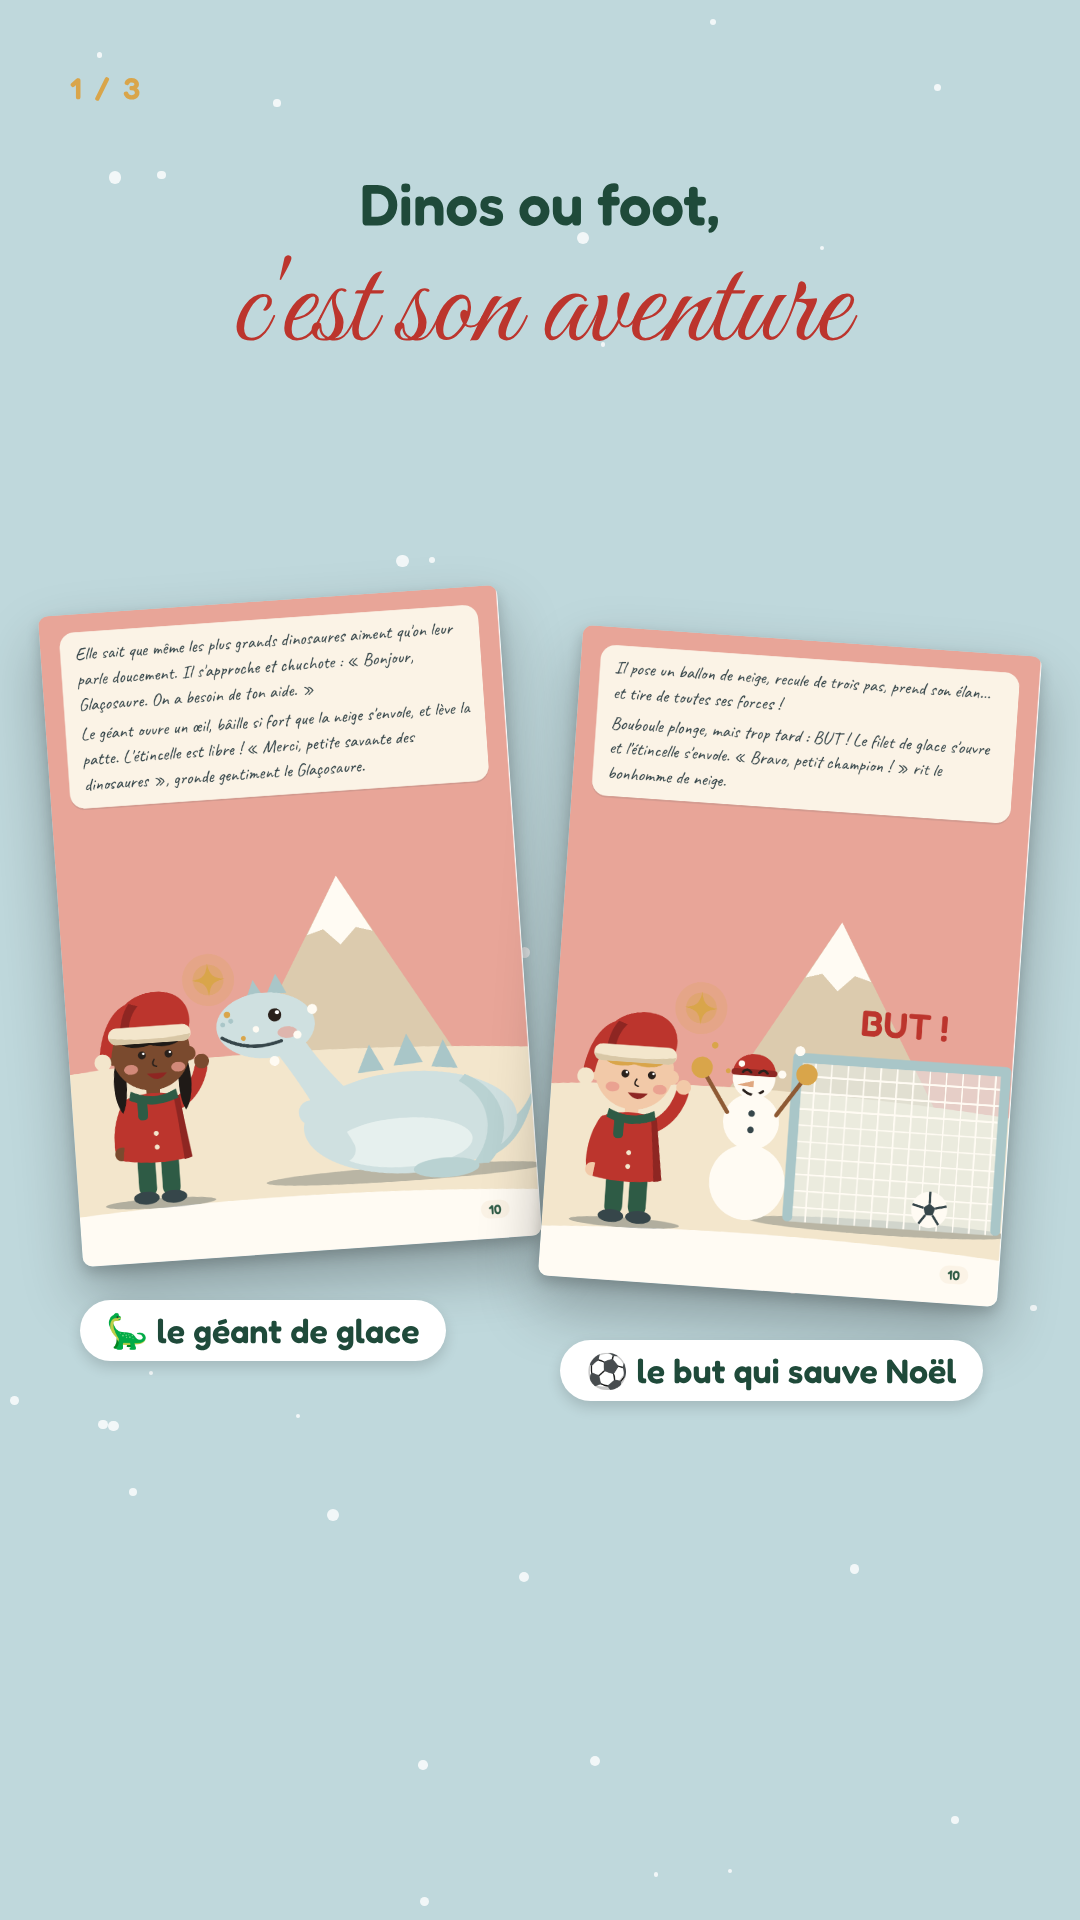 1 / 3
Dinos ou foot,
c'est son aventure
Elle sait que même les plus grands dinosaures aiment qu'on leur
parle doucement. Il s'approche et chuchote : « Bonjour,
Glaçosaure. On a besoin de ton aide. »
Le géant ouvre un œil, bâille si fort que la neige s'envole, et lève la
patte. L'étincelle est libre ! « Merci, petite savante des
dinosaures », gronde gentiment le Glaçosaure.
10
🦕 le géant de glace
Il pose un ballon de neige, recule de trois pas, prend son élan...
et tire de toutes ses forces !
Bouboule plonge, mais trop tard : BUT ! Le filet de glace s'ouvre
et l'étincelle s'envole. « Bravo, petit champion ! » rit le
bonhomme de neige.
BUT !
10
⚽ le but qui sauve Noël